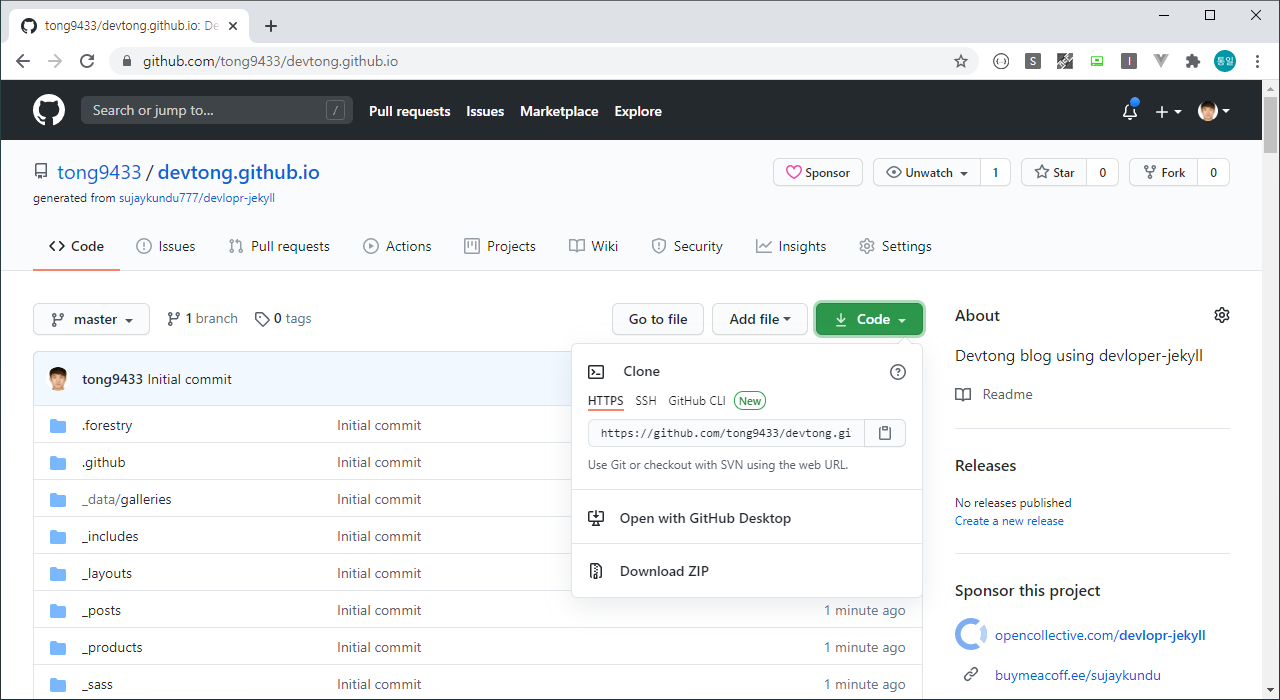 tong9433/devtong.github.io: De
github.com/tong9433/devtong.github.io
S
I
통일
Search or jump to...
/
Pull requests
Issues
Marketplace
Explore
tong9433 / devtong.github.io
generated from sujaykundu777/devlopr-jekyll
Sponsor
Unwatch
1
Star
0
Fork
0
Code
Issues
Pull requests
Actions
Projects
Wiki
Security
Insights
Settings
master
1 branch
0 tags
Go to file
Add file
Code
tong9433 Initial commit
.forestry
Initial commit
.github
Initial commit
_data/galleries
Initial commit
_includes
Initial commit
_layouts
Initial commit
_posts
Initial commit
1 minute ago
_products
Initial commit
1 minute ago
_sass
Initial commit
1 minute ago
Clone
HTTPS
SSH
GitHub CLI
New
https://github.com/tong9433/devtong.gi
Use Git or checkout with SVN using the web URL.
Open with GitHub Desktop
Download ZIP
About
Devtong blog using devloper-jekyll
Readme
Releases
No releases published
Create a new release
Sponsor this project
opencollective.com/devlopr-jekyll
buymeacoff.ee/sujaykundu